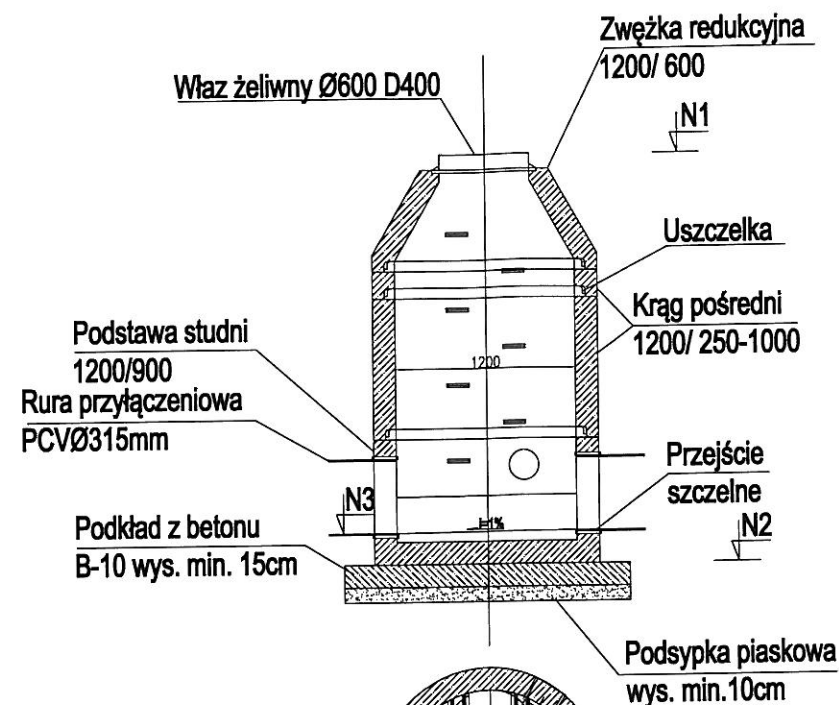 Zwężka redukcyjna
1200/ 600
Właz żeliwny Ø600 D400
N1
Uszczelka
Krąg pośredni
1200/ 250-1000
Podstawa studni
1200/900
1200
Rura przyłączeniowa
PCVØ315mm
Przejście
szczelne
N3
i=1%
N2
Podkład z betonu
B-10 wys. min. 15cm
Podsypka piaskowa
wys. min.10cm